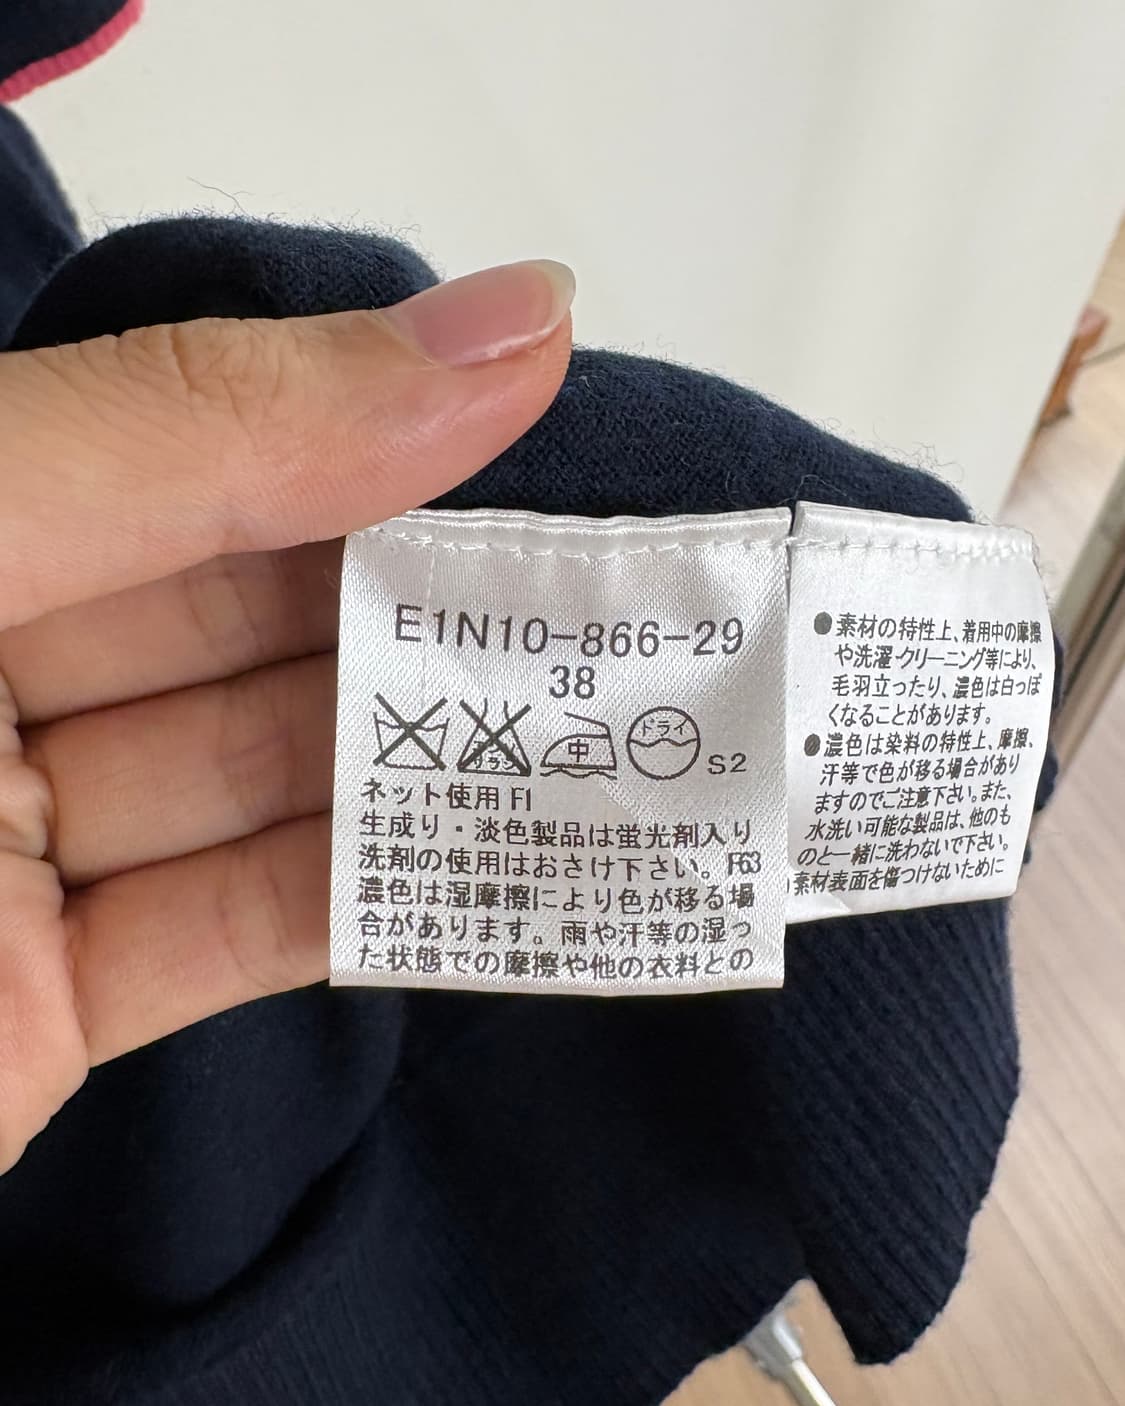 E1N10-866-29
38
中
ドライ
S2
ネット使用 F1
生成り・淡色製品は蛍光剤入り
洗剤の使用はおさけ下さい。F63
濃色は湿摩擦により色が移る場
合があります。雨や汗等の湿っ
た状態での摩擦や他の衣料との
●素材の特性上、着用中の摩擦
や洗濯・クリーニング等により、
毛羽立ったり、濃色は白っぽ
くなることがあります。
●濃色は染料の特性上、摩擦、
汗等で色が移る場合があり
ますのでご注意下さい。また、
水洗い可能な製品は、他のも
のと一緒に洗わないで下さい。
素材表面を傷つけないために